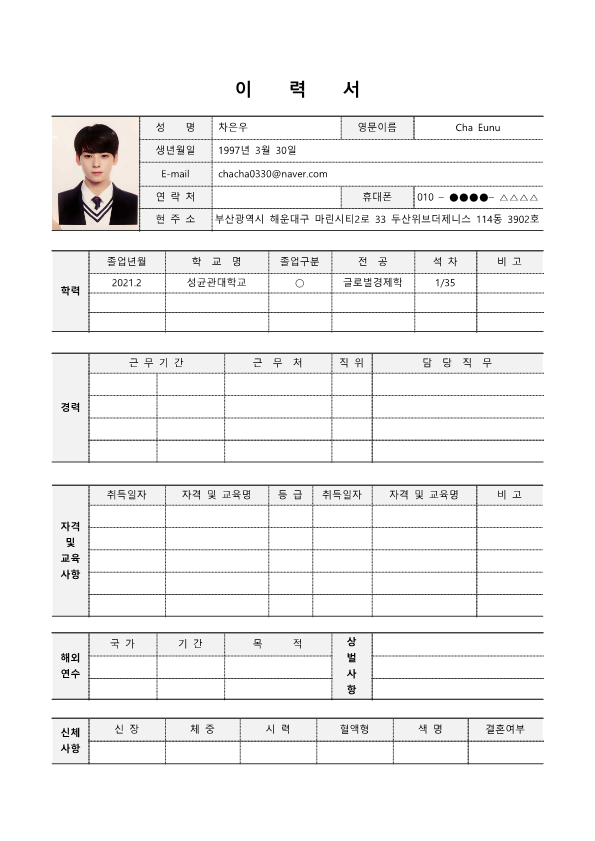 이 력 서
성 명 차은우 영문이름 Cha Eunu
생년월일 1997년 3월 30일
E-mail chacha0330@naver.com
연 락 처 휴대폰 010 - ●●●●- △△△△
현 주 소 부산광역시 해운대구 마린시티2로 33 두산위브더제니스 114동 3902호
학력
졸업년월 학 교 명 졸업구분 전 공 석 차 비 고
2021.2 성균관대학교 ○ 글로벌경제학 1/35
경력
근 무 기 간 근 무 처 직 위 담 당 직 무
자격
및
교육
사항
취득일자 자격 및 교육명 등 급 취득일자 자격 및 교육명 비 고
해외
연수
국 가 기 간 목 적
상
벌
사
항
신체
사항
신 장 체 중 시 력 혈액형 색 명 결혼여부